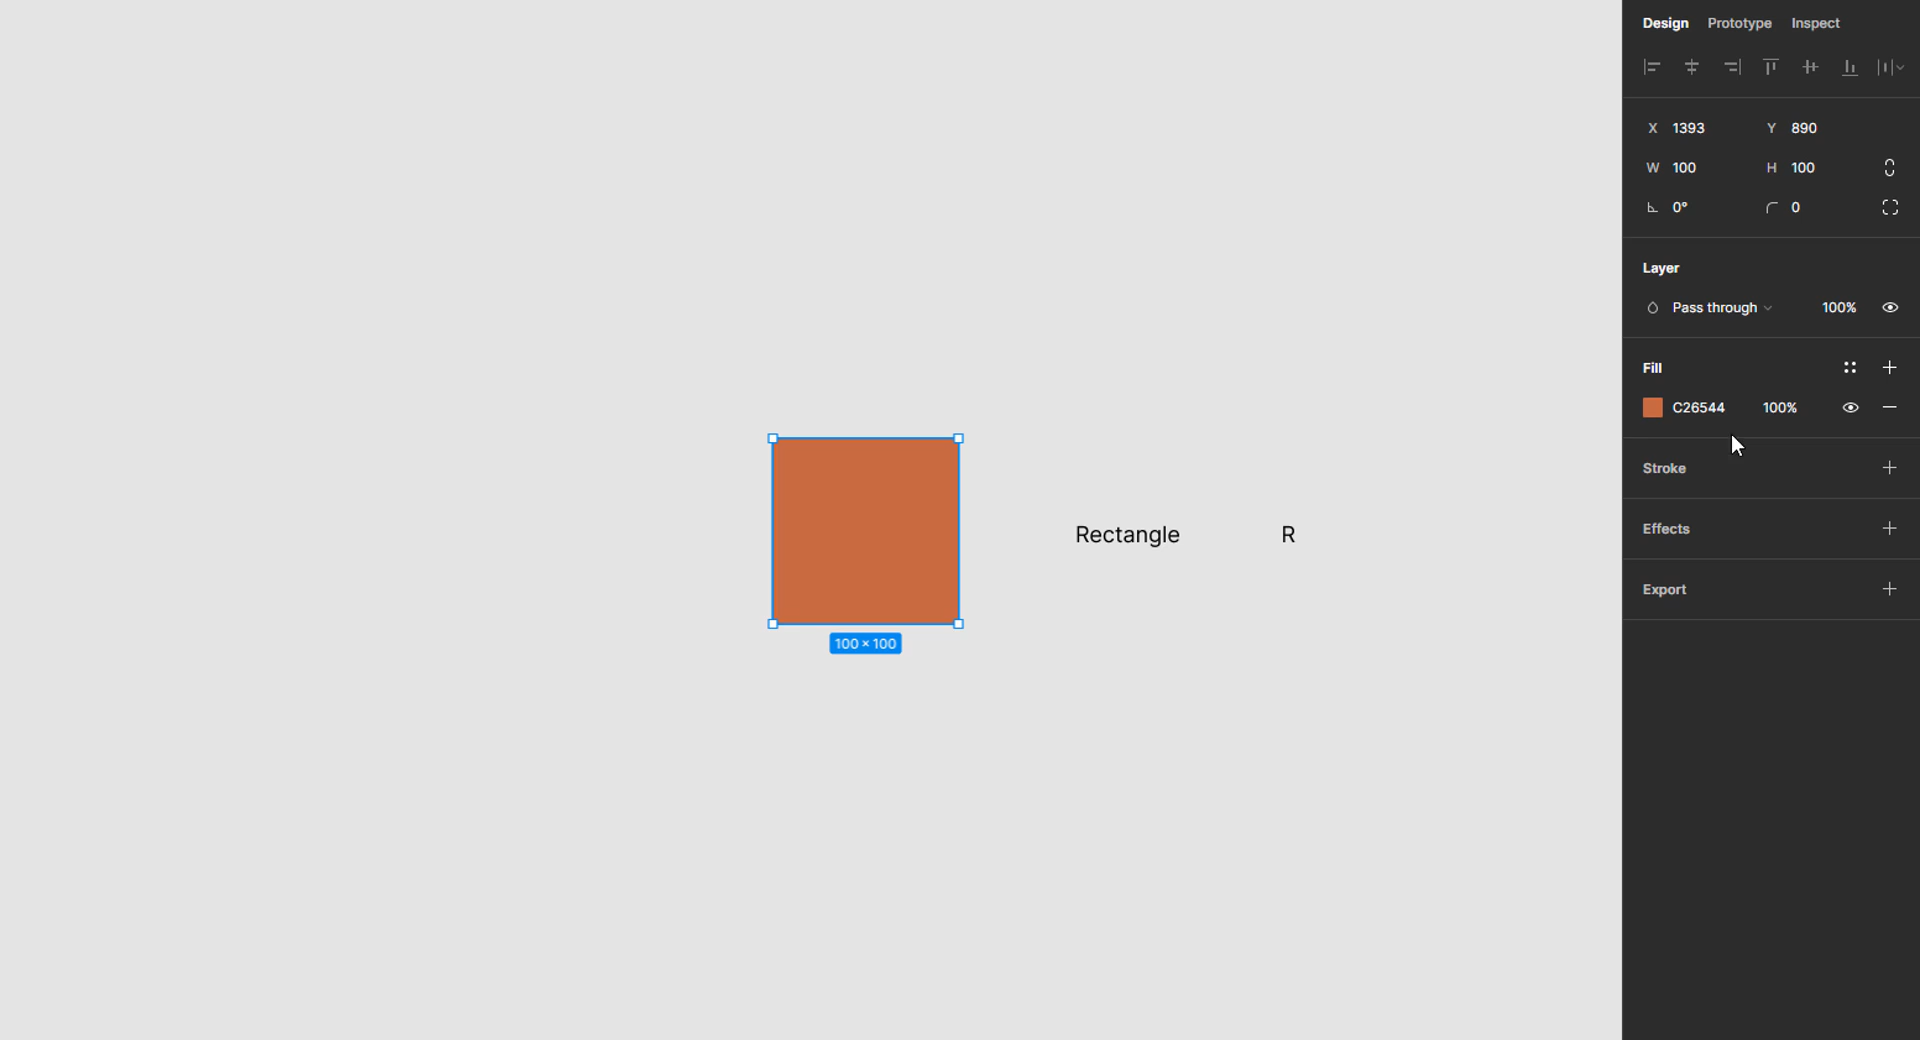 Design Prototype Inspect
X 1393 Y 890
W 100 H 100
0° 0
Layer
Pass through 100%
Fill
C26544 100%
Stroke
Rectangle R
Effects
Export
100 × 100